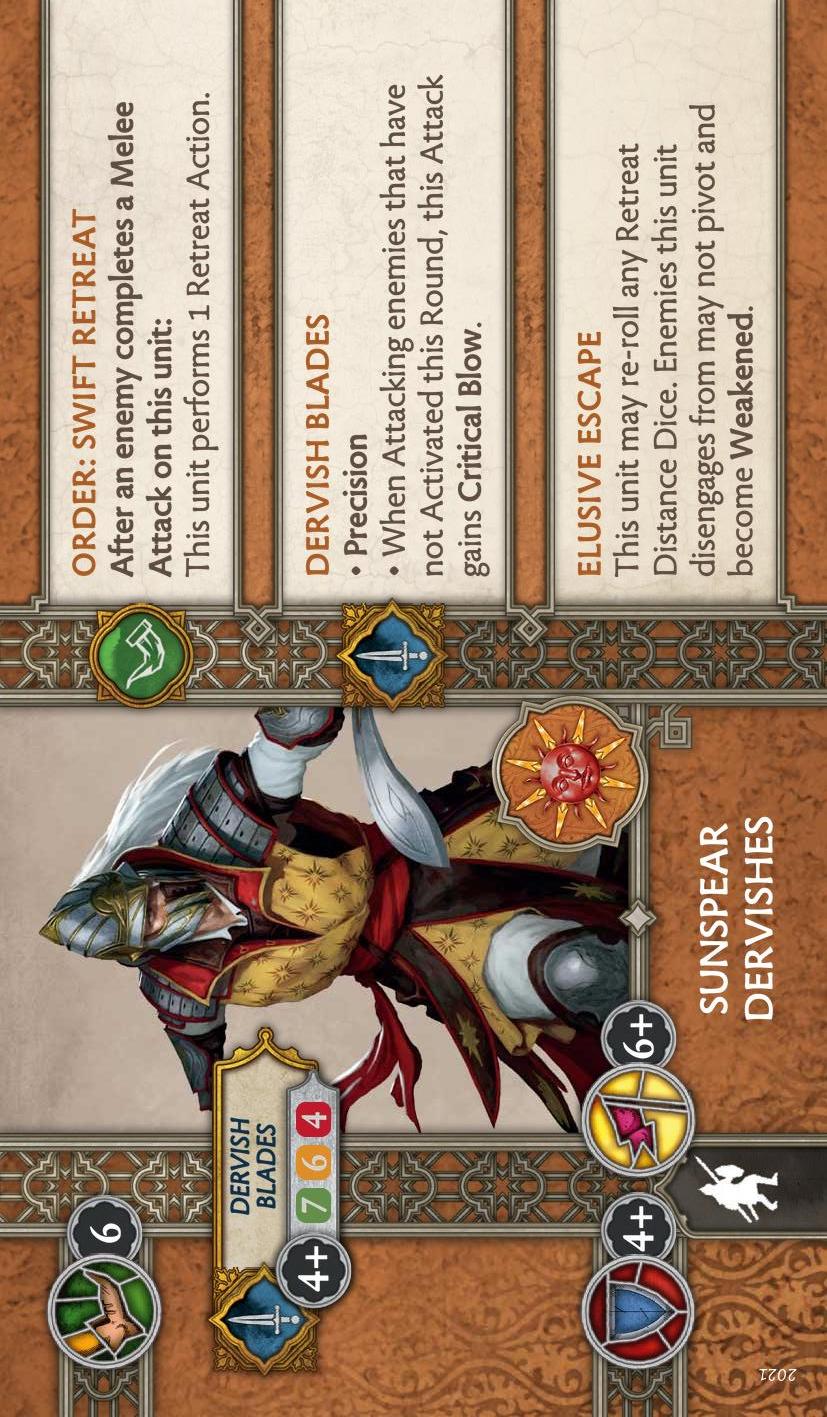 6
DERVISH
BLADES
4+
7 6 4
4+
6+
SUNSPEAR
DERVISHES
2021
ORDER: SWIFT RETREAT
After an enemy completes a Melee
Attack on this unit:
This unit performs 1 Retreat Action.
DERVISH BLADES
• Precision
• When Attacking enemies that have
not Activated this Round, this Attack
gains Critical Blow.
ELUSIVE ESCAPE
This unit may re-roll any Retreat
Distance Dice. Enemies this unit
disengages from may not pivot and
become Weakened.